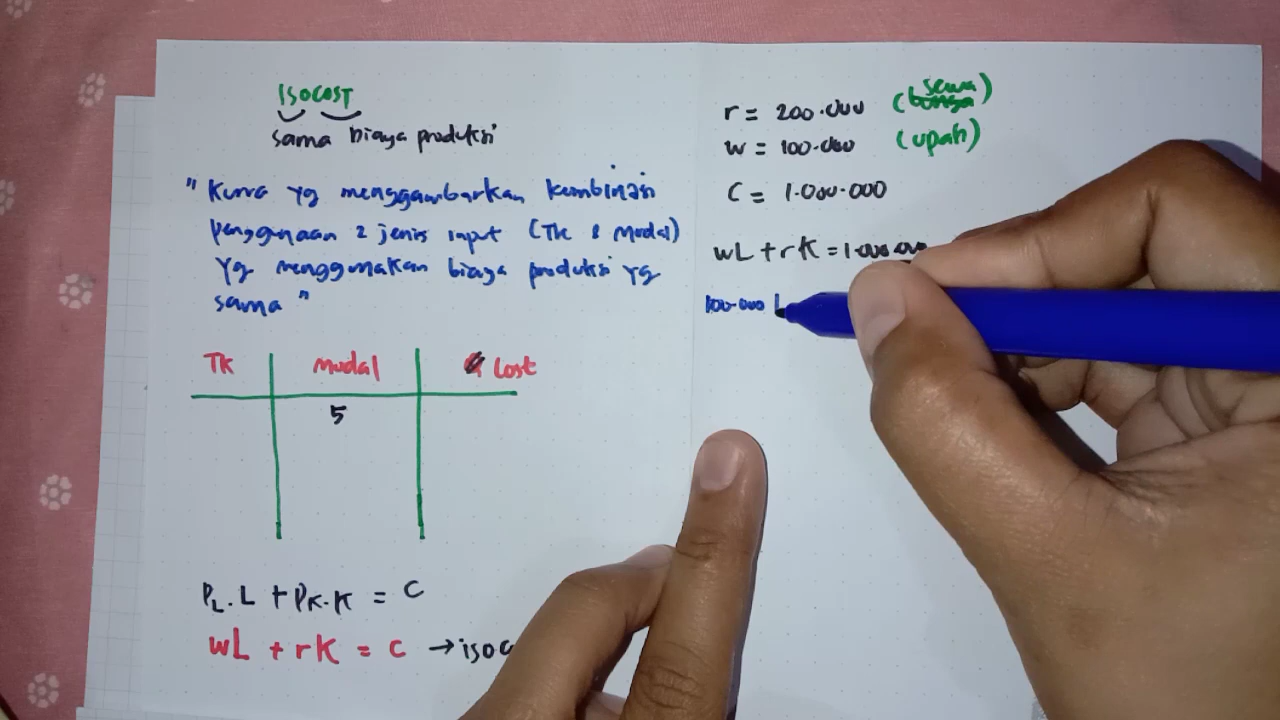 isocost
sama biaya produksi
" Kurva yg menggambarkan kombinasi
penggunaan 2 jenis input (TK & Modal)
yg menggunakan biaya produksi yg
sama "
TK Modal Cost
5
PL.L + PK.K = C
wL + rK = C → isoc
r = 200.000 (sewa)
w = 100.000 (upah)
C = 1.000.000
wL + rK = 1.000.000
100.000 L